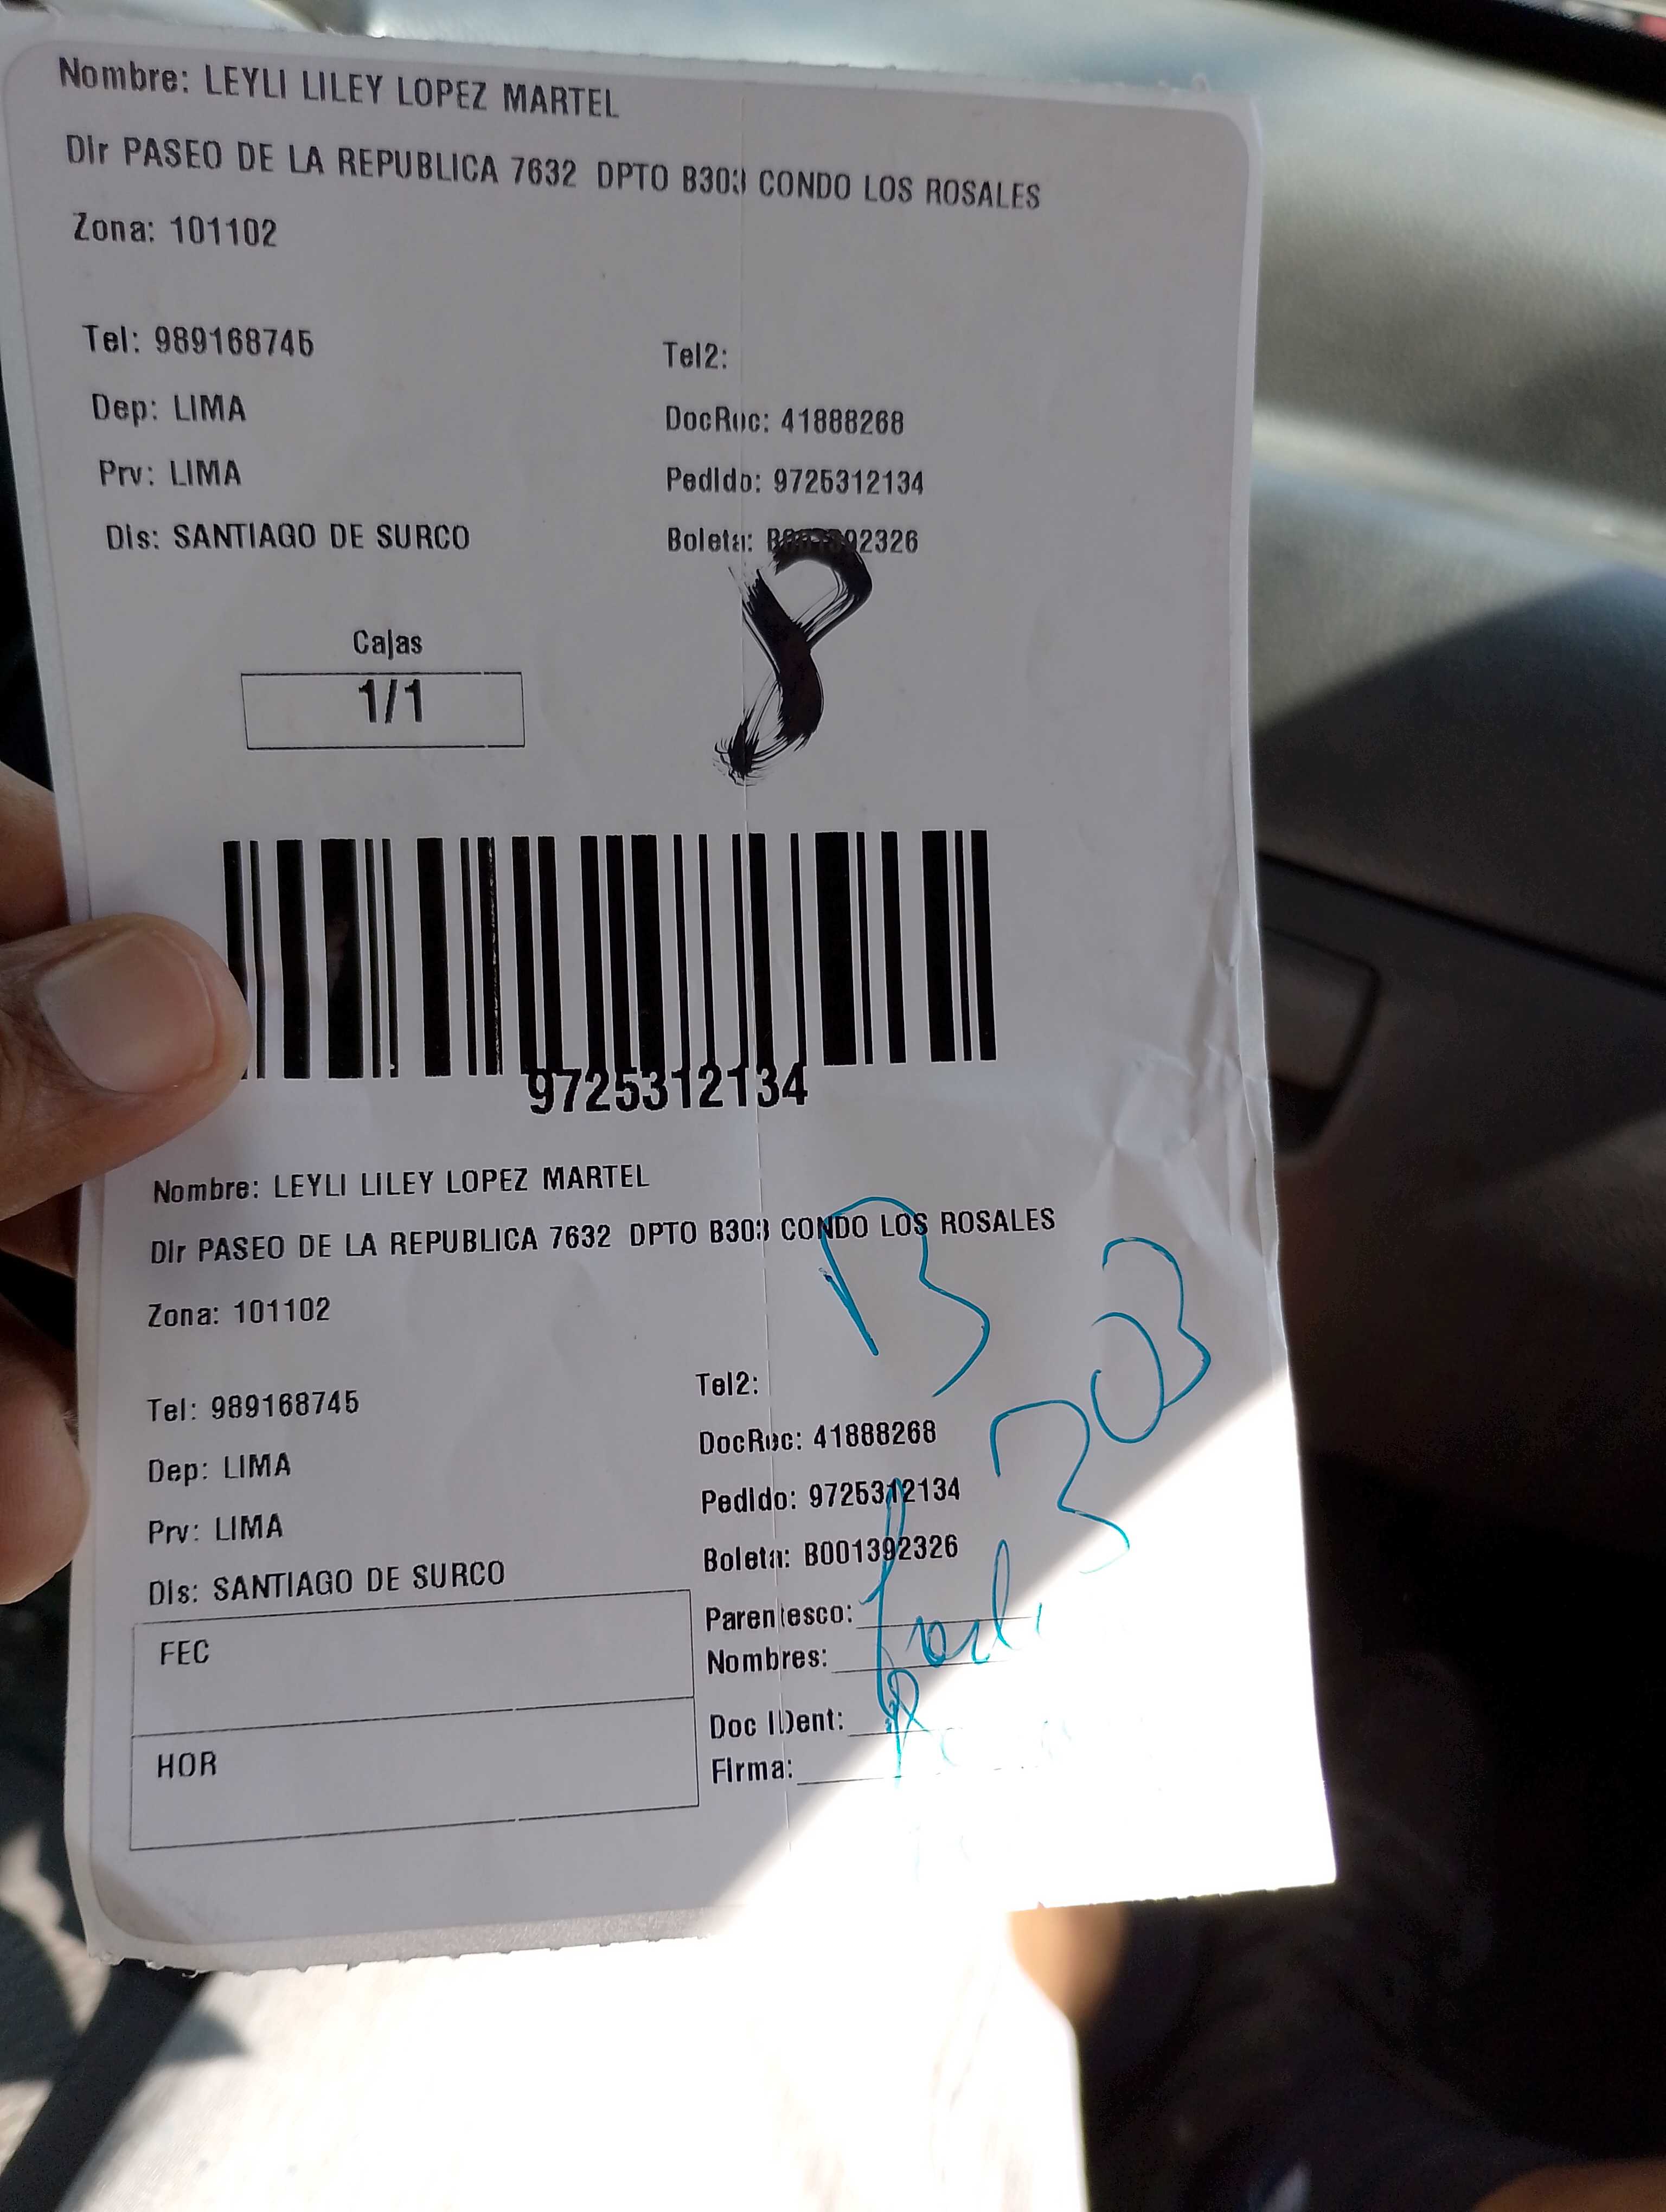 Nombre: LEYLI LILEY LOPEZ MARTEL
Dir PASEO DE LA REPUBLICA 7632 DPTO B303 CONDO LOS ROSALES
Zona: 101102
Tel: 989168745
Tel2:
Dep: LIMA
DocRec: 41888268
Prv: LIMA
Pedido: 9725312134
Dis: SANTIAGO DE SURCO
Boleta: B001392326
Cajas
1/1
8
9725312134
Nombre: LEYLI LILEY LOPEZ MARTEL
Dir PASEO DE LA REPUBLICA 7632 DPTO B303 CONDO LOS ROSALES
B
303
Zona: 101102
Tel: 989168745
Tel2:
Dep: LIMA
DocRec: 41888268
Prv: LIMA
Pedido: 9725312134
Dis: SANTIAGO DE SURCO
Boleta: B001392326
FEC
Parentesco:
Nombres:
HOR
Doc IDent:
Firma: